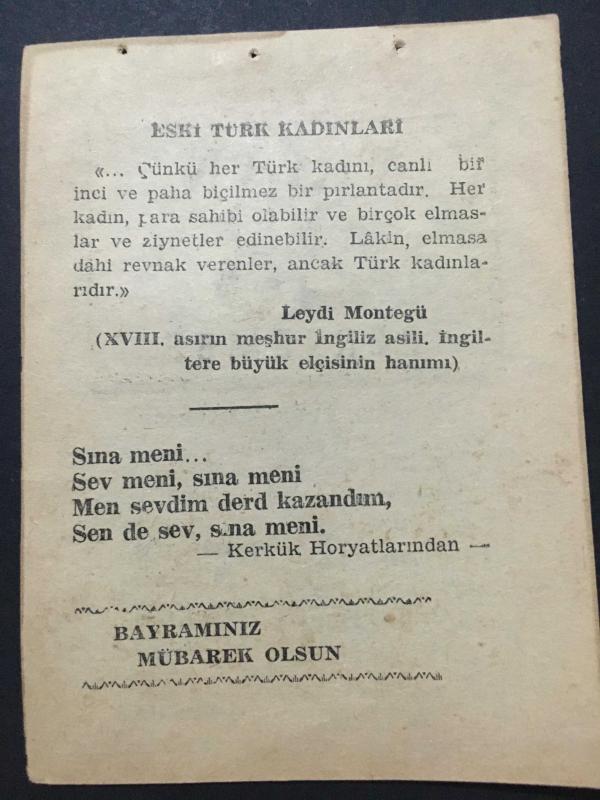 ESKİ TÜRK KADINLARI
«... Çünkü her Türk kadını, canlı bir
inci ve paha biçilmez bir pırlantadır. Her
kadın, para sahibi olabilir ve birçok elmas-
lar ve ziynetler edinebilir. Lâkin, elmasa
dahi revnak verenler, ancak Türk kadınla-
rıdır.»
Leydi Montegü
(XVIII. asırın meşhur İngiliz asili. İngil-
tere büyük elçisinin hanımı)
Sına meni...
Sev meni, sına meni
Men sevdim derd kazandım,
Sen de sev, sına meni.
— Kerkük Horyatlarından —
BAYRAMINIZ
MÜBAREK OLSUN